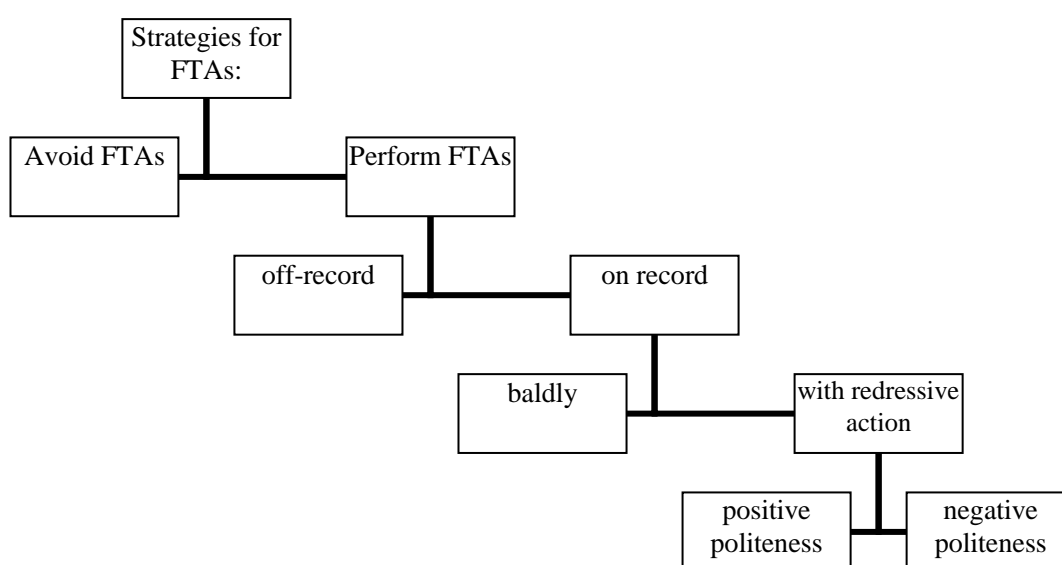 Strategies for
FTAs:
Avoid FTAs
Perform FTAs
off-record
on record
baldly
with redressive
action
positive
politeness
negative
politeness